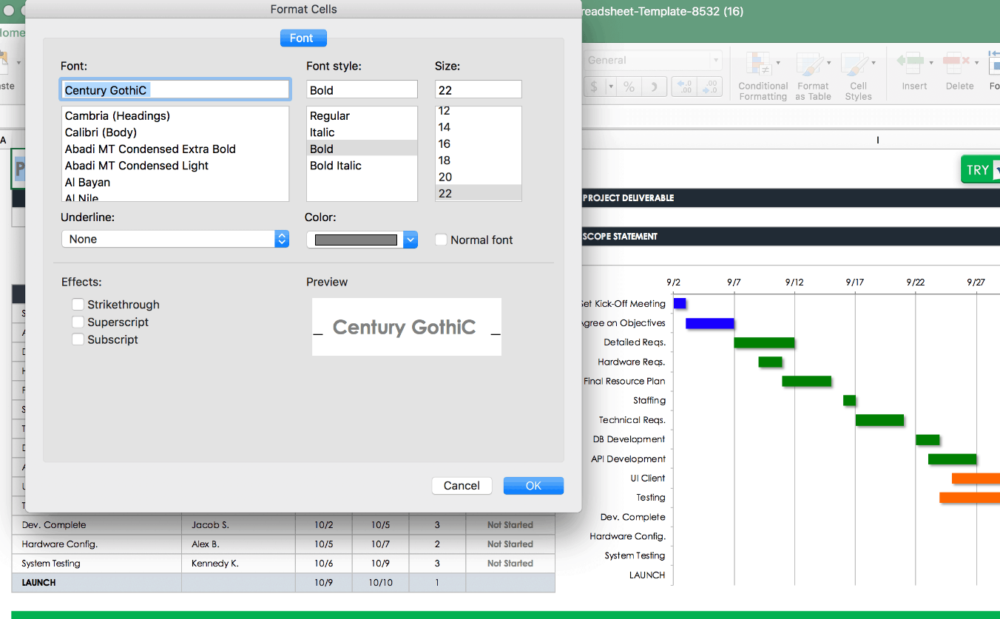 Format Cells
readsheet-Template-8532 (16)
Home
Font
Font:
Font style:
Size:
Century GothiC
Bold
22
Cambria (Headings)
Calibri (Body)
Abadi MT Condensed Extra Bold
Abadi MT Condensed Light
Al Bayan
Al Nile
Regular
Italic
Bold
Bold Italic
12
14
16
18
20
22
Underline:
None
Color:
Normal font
Effects:
Strikethrough
Superscript
Subscript
Preview
Century GothiC
Cancel
OK
ste
General
$ %
.0 .00
.00 .0
Conditional
Formatting
Format
as Table
Cell
Styles
Insert
Delete
Fo
A
I
P
TRY
PROJECT DELIVERABLE
SCOPE STATEMENT
9/2 9/7 9/12 9/17 9/22 9/27
Set Kick-Off Meeting
Agree on Objectives
Detailed Reqs.
Hardware Reqs.
Final Resource Plan
Staffing
Technical Reqs.
DB Development
API Development
UI Client
Testing
Dev. Complete
Hardware Config.
System Testing
LAUNCH
Dev. Complete Jacob S. 10/2 10/5 3 Not Started
Hardware Config. Alex B. 10/5 10/7 2 Not Started
System Testing Kennedy K. 10/6 10/9 3 Not Started
LAUNCH 10/9 10/10 1